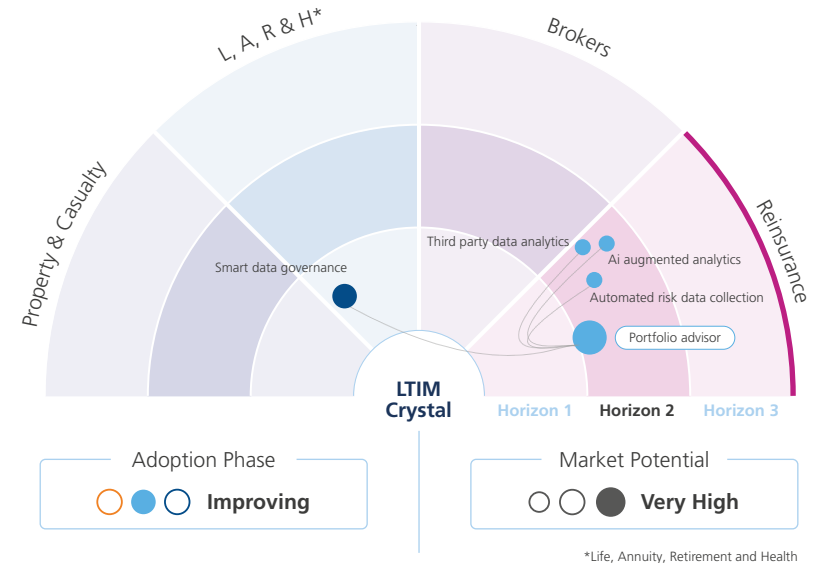 L, A, R & H*
Brokers
Property & Casualty
Reinsurance
Third party data analytics
Ai augmented analytics
Smart data governance
Automated risk data collection
Portfolio advisor
LTIM
Crystal
Horizon 1
Horizon 2
Horizon 3
Adoption Phase
Improving
Market Potential
Very High
*Life, Annuity, Retirement and Health